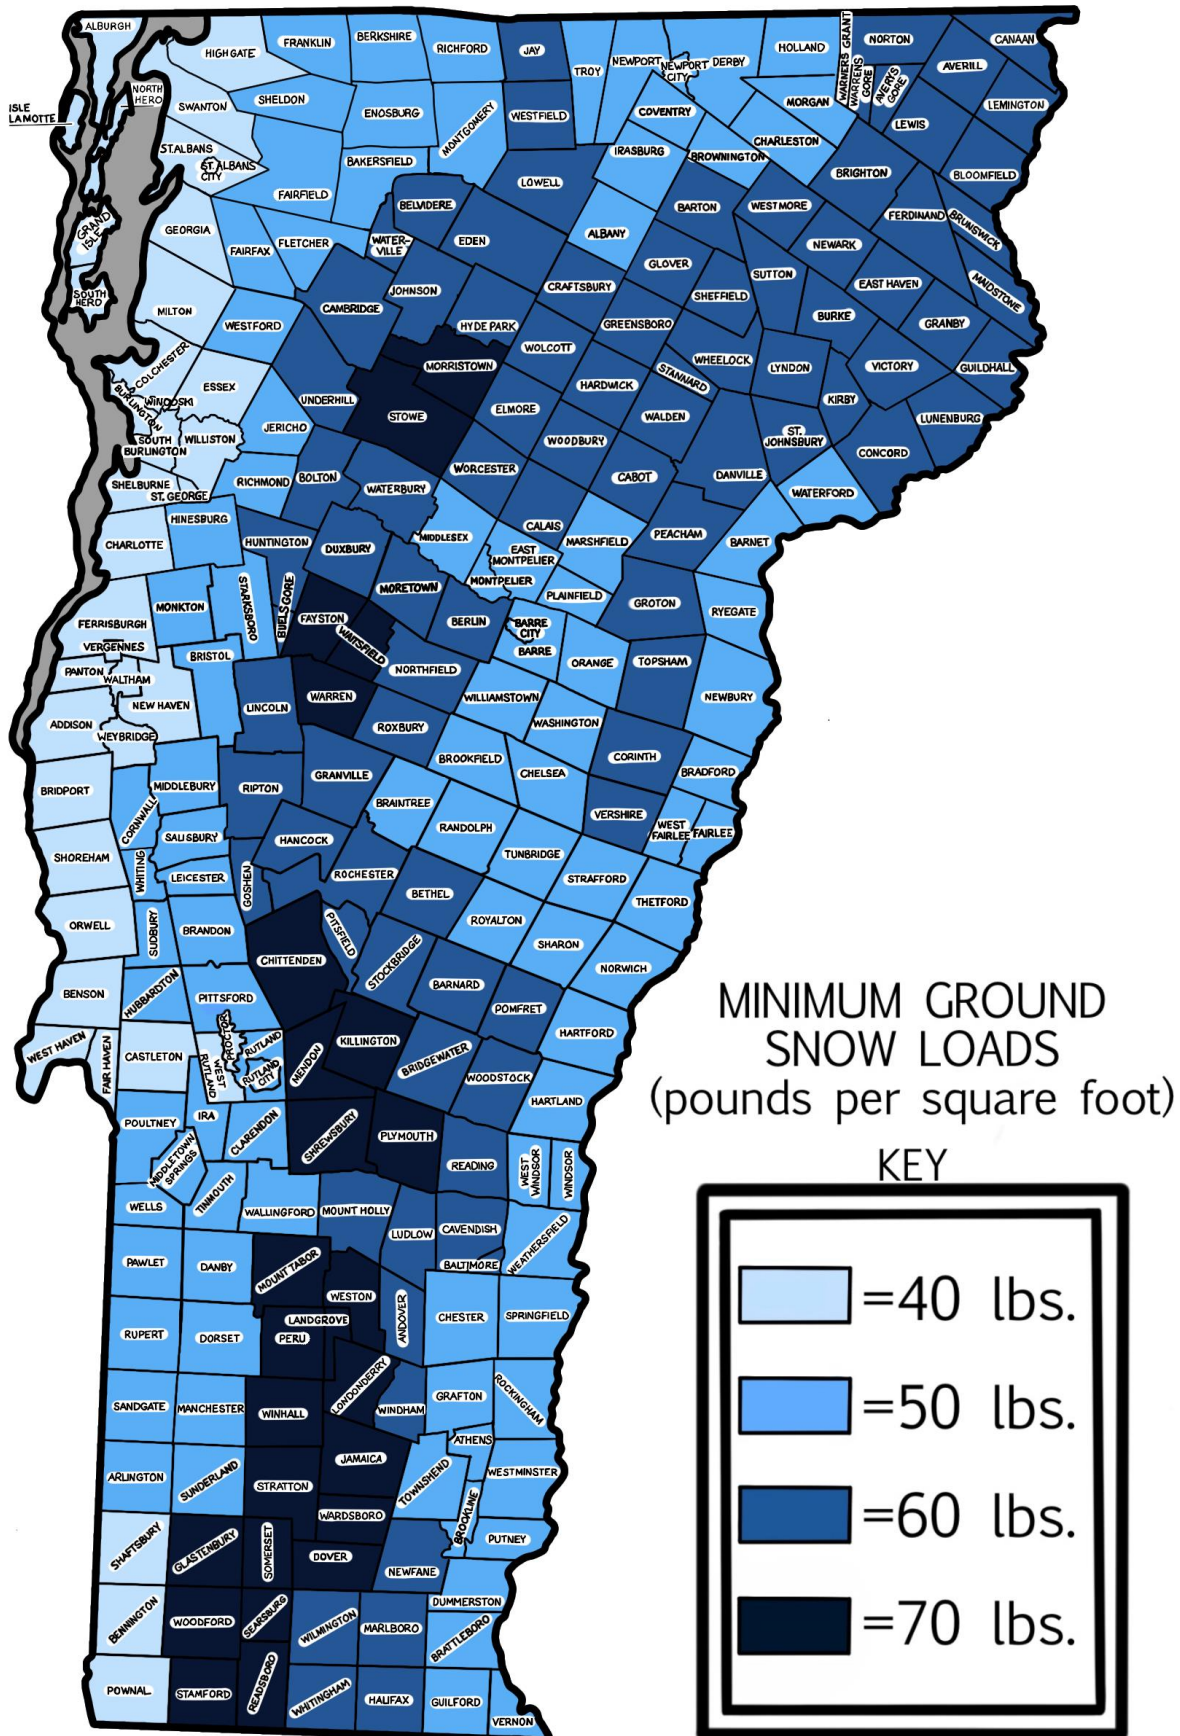 ALBURGH
HIGHGATE
FRANKLIN
BERKSHIRE
RICHFORD
JAY
TROY
NEWPORT
NEWPORT
CITY
DERBY
HOLLAND
WARNERS GRANT
WARRENS
GORE
NORTON
AVERYS
GORE
CANAAN
AVERILL
LEMINGTON
LEWIS
ISLE
LAMOTTE
NORTH
HERO
SWANTON
SHELDON
ENOSBURG
MONTGOMERY
WESTFIELD
COVENTRY
MORGAN
CHARLESTON
BROWNINGTON
IRASBURG
ST.ALBANS
ST. ALBANS
CITY
BAKERSFIELD
FAIRFIELD
LOWELL
BRIGHTON
BLOOMFIELD
BELVIDERE
BARTON
WESTMORE
FERDINAND
BRUNSWICK
GRAND
ISLE
GEORGIA
FAIRFAX
FLETCHER
WATER-
VILLE
EDEN
ALBANY
NEWARK
GLOVER
SUTTON
MAIDSTONE
SOUTH
HERO
JOHNSON
CRAFTSBURY
SHEFFIELD
EAST HAVEN
MILTON
WESTFORD
CAMBRIDGE
HYDE PARK
GREENSBORO
BURKE
GRANBY
COLCHESTER
MORRISTOWN
WOLCOTT
WHEELOCK
LYNDON
VICTORY
GUILDHALL
STANNARD
ESSEX
WINOOSKI
BURLINGTON
UNDERHILL
STOWE
ELMORE
HARDWICK
WALDEN
KIRBY
LUNENBURG
JERICHO
SOUTH
BURLINGTON
WILLISTON
WOODBURY
ST.
JOHNSBURY
CONCORD
SHELBURNE
ST. GEORGE
RICHMOND
BOLTON
WATERBURY
WORCESTER
CABOT
DANVILLE
WATERFORD
HINESBURG
CHARLOTTE
HUNTINGTON
DUXBURY
MIDDLESEX
CALAIS
EAST
MONTPELIER
MARSHFIELD
PEACHAM
BARNET
MONTPELIER
PLAINFIELD
MONKTON
STARKSBORO
BUELS GORE
MORETOWN
FAYSTON
WAITSFIELD
BERLIN
BARRE
CITY
BARRE
GROTON
RYEGATE
FERRISBURGH
VERGENNES
BRISTOL
NORTHFIELD
ORANGE
TOPSHAM
PANTON
WALTHAM
NEW HAVEN
LINCOLN
WARREN
WILLIAMSTOWN
NEWBURY
ADDISON
WEYBRIDGE
ROXBURY
WASHINGTON
BROOKFIELD
CORINTH
BRADFORD
BRIDPORT
CORNWALL
MIDDLEBURY
RIPTON
GRANVILLE
CHELSEA
BRAINTREE
VERSHIRE
WEST
FAIRLEE
FAIRLEE
SALISBURY
HANCOCK
RANDOLPH
SHOREHAM
WHITING
LEICESTER
GOSHEN
ROCHESTER
TUNBRIDGE
STRAFFORD
THETFORD
BETHEL
ORWELL
SUDBURY
BRANDON
PITSFIELD
STOCKBRIDGE
ROYALTON
SHARON
CHITTENDEN
NORWICH
BENSON
HUBBARDTON
PITTSFORD
BARNARD
POMFRET
HARTFORD
WEST HAVEN
FAIR HAVEN
CASTLETON
PROCTOR
WEST
RUTLAND
RUTLAND
RUTLAND
CITY
MENDON
KILLINGTON
BRIDGEWATER
WOODSTOCK
HARTLAND
POULTNEY
IRA
CLARENDON
SHREWSBURY
PLYMOUTH
READING
WEST
WINDSOR
WINDSOR
MIDDLETOWN
SPRINGS
WELLS
TINMOUTH
WALLINGFORD
MOUNT HOLLY
LUDLOW
CAVENDISH
WEATHERSFIELD
BALTIMORE
PAWLET
DANBY
MOUNT TABOR
WESTON
ANDOVER
CHESTER
SPRINGFIELD
LANDGROVE
RUPERT
DORSET
PERU
LONDONDERRY
SANDGATE
MANCHESTER
WINHALL
WINDHAM
GRAFTON
ROCKINGHAM
ATHENS
JAMAICA
ARLINGTON
SUNDERLAND
STRATTON
TOWNSHEND
WESTMINSTER
WARDSBORO
BROOKLINE
SHAFTSBURY
GLASTENBURY
SOMERSET
DOVER
NEWFANE
PUTNEY
BENNINGTON
WOODFORD
SEARSBURG
WILMINGTON
MARLBORO
DUMMERSTON
BRATTLEBORO
POWNAL
STAMFORD
READSBORO
WHITINGHAM
HALIFAX
GUILFORD
VERNON
MINIMUM GROUND
SNOW LOADS
(pounds per square foot)
KEY
=40 lbs.
=50 lbs.
=60 lbs.
=70 lbs.